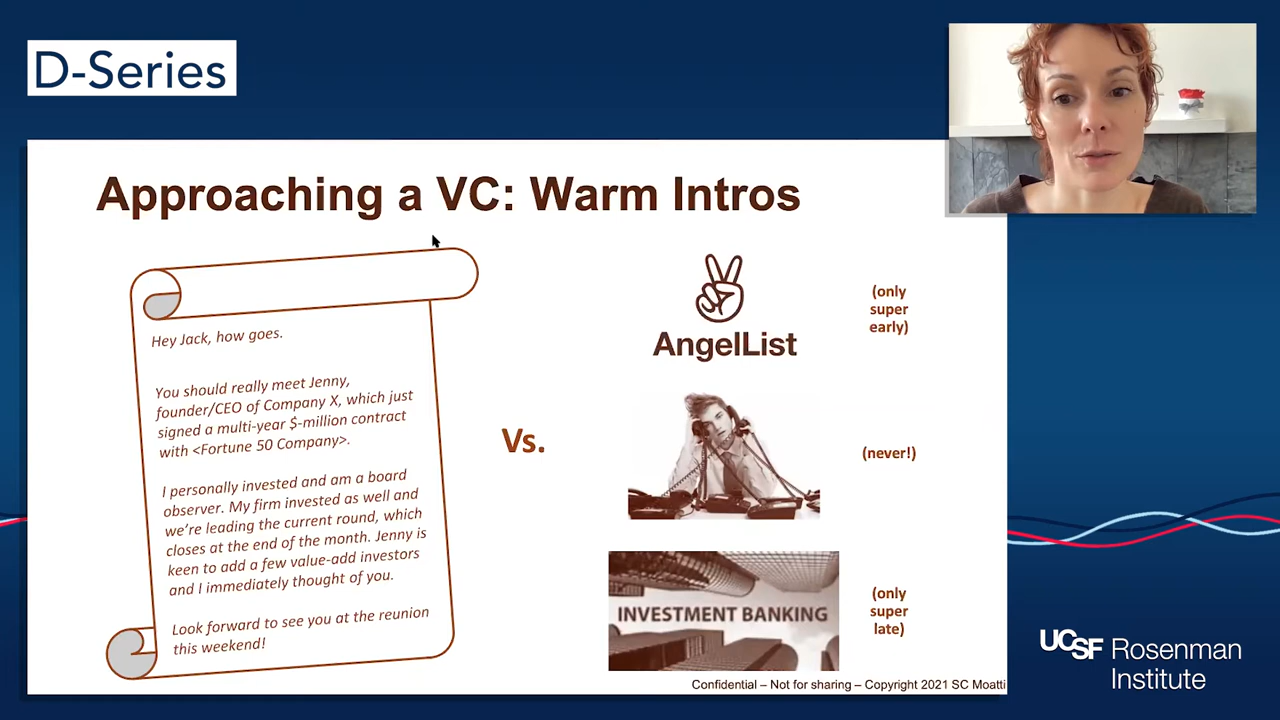 D-Series
Approaching a VC: Warm Intros
Hey Jack, how goes.
You should really meet Jenny,
founder/CEO of Company X, which just
signed a multi-year $-million contract
with <Fortune 50 Company>.
I personally invested and am a board
observer. My firm invested as well and
we're leading the current round, which
closes at the end of the month. Jenny is
keen to add a few value-add investors
and I immediately thought of you.
Look forward to see you at the reunion
this weekend!
Vs.
AngelList
(only
super
early)
(never!)
INVESTMENT BANKING
(only
super
late)
Confidential – Not for sharing – Copyright 2021 SC Moatti
UCSF Rosenman
Institute